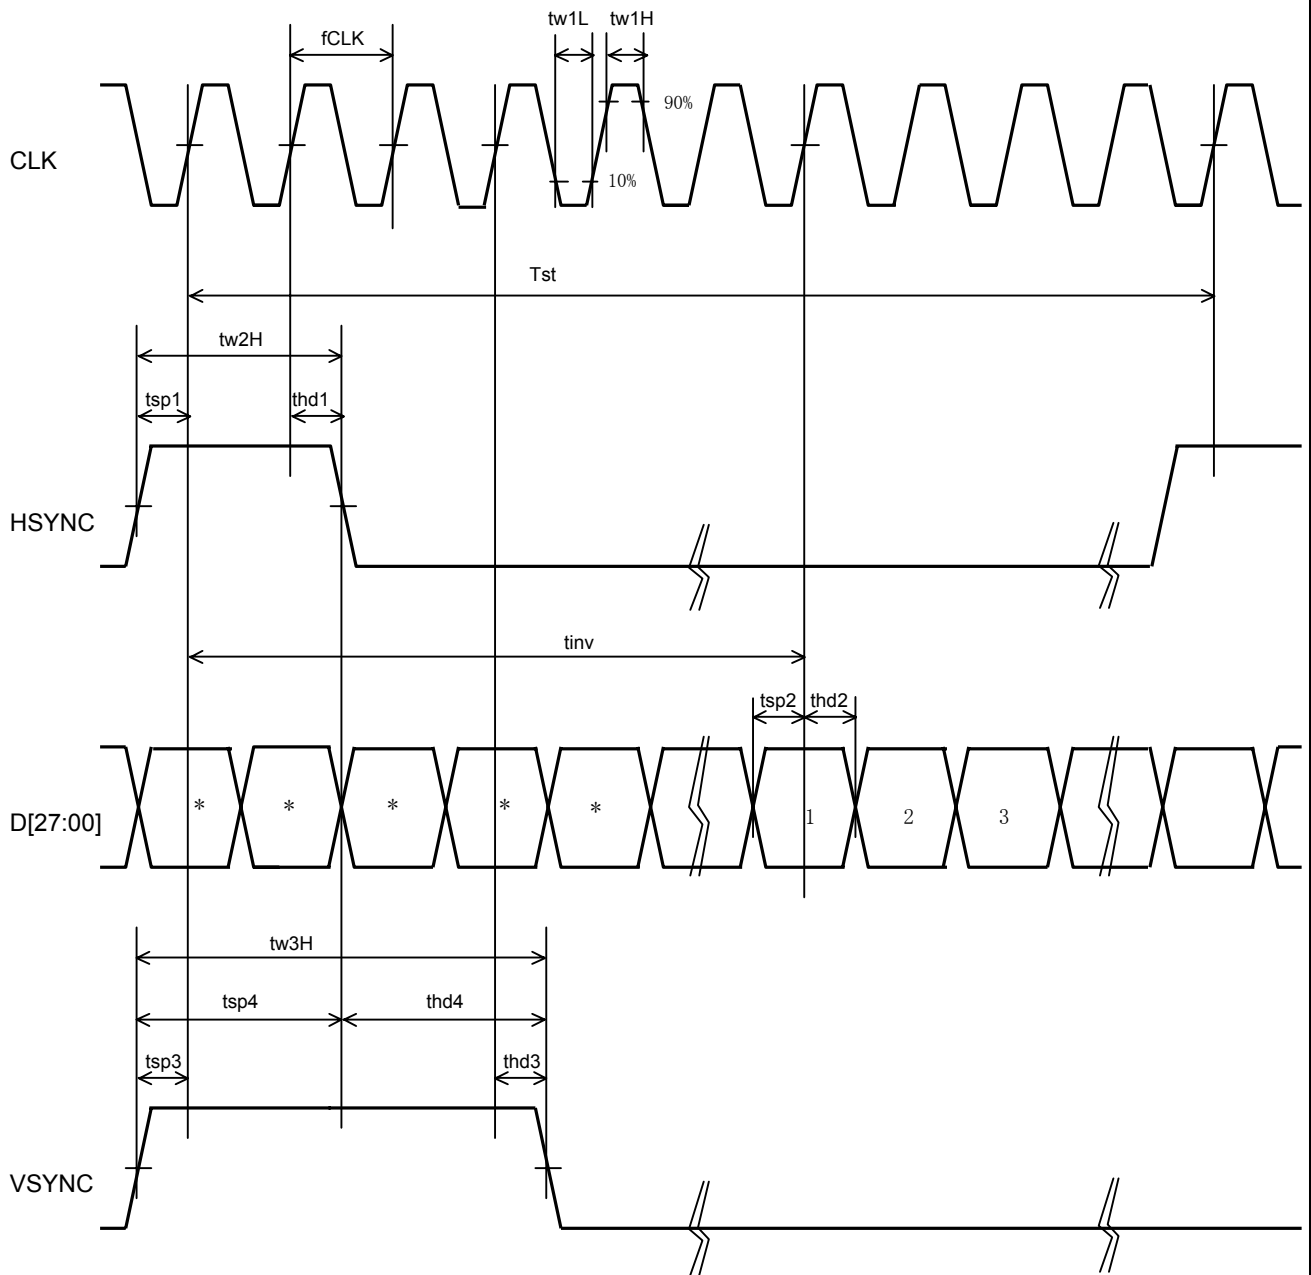 tw1L tw1H
fCLK
90%
CLK
10%
Tst
tw2H
tsp1 thd1
HSYNC
tinv
tsp2 thd2
D[27:00] * * * * * 1 2 3
tw3H
tsp4 thd4
tsp3 thd3
VSYNC